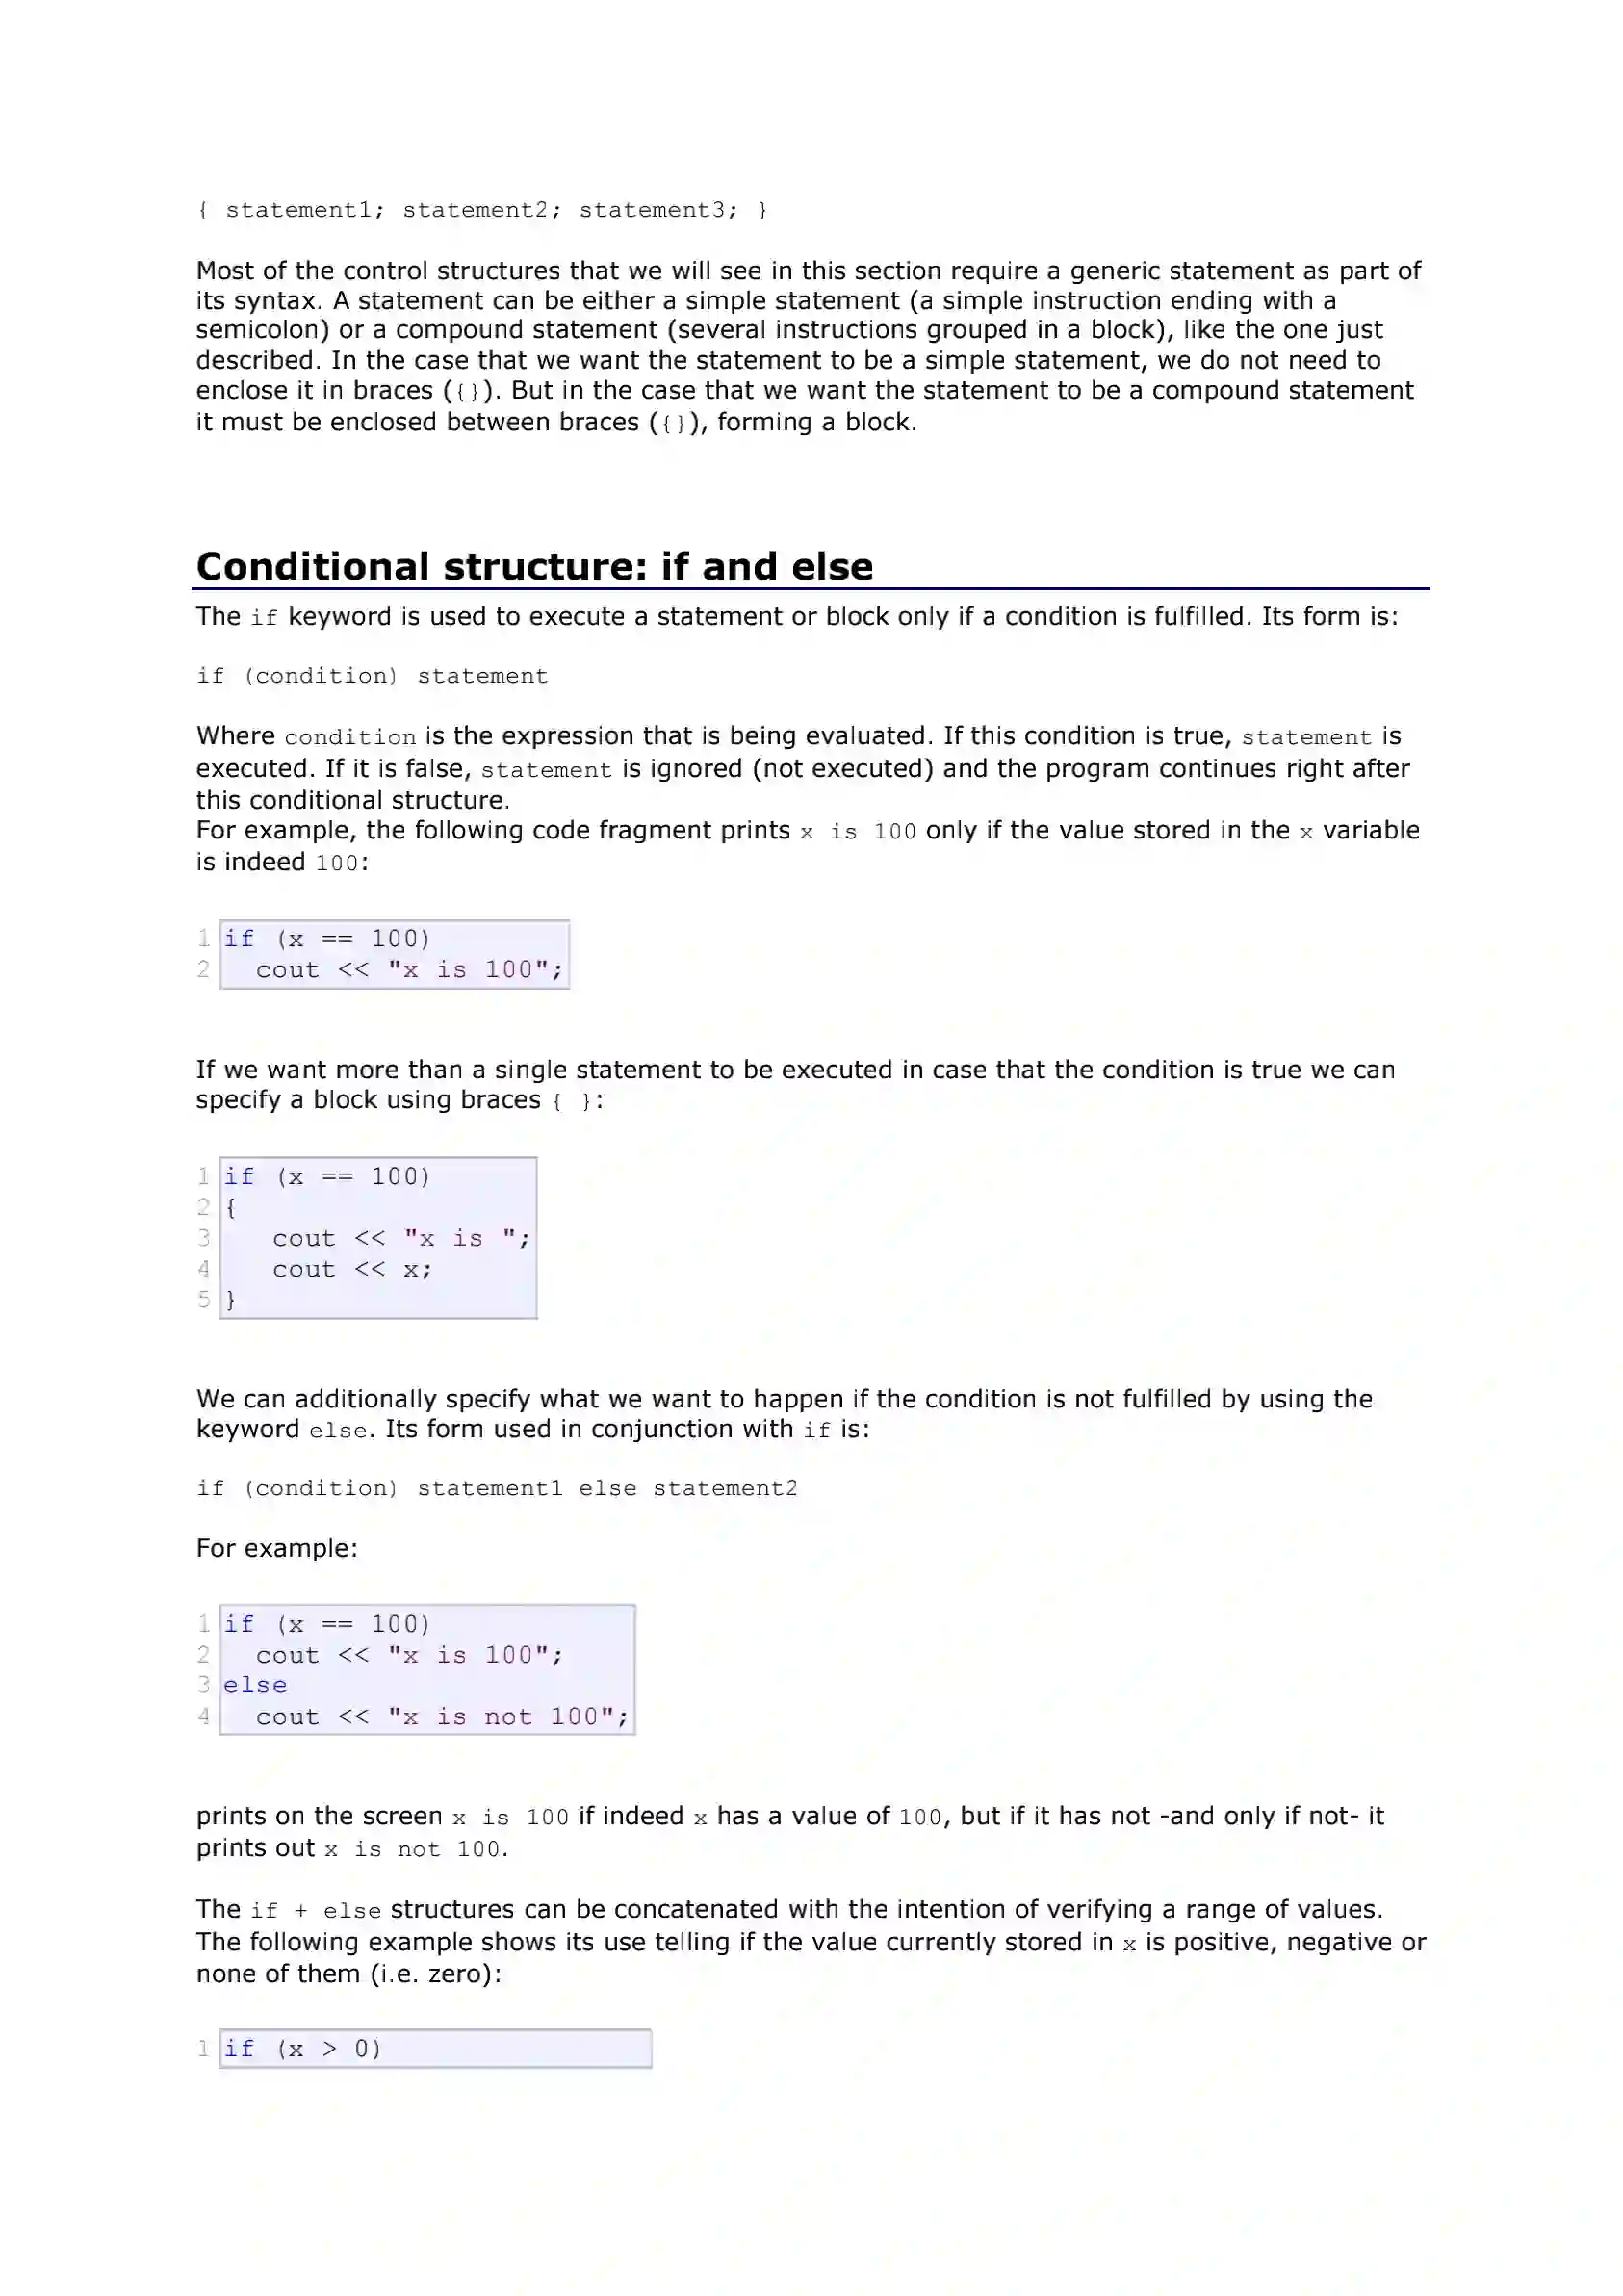 { statement1; statement2; statement3; }
Most of the control structures that we will see in this section require a generic statement as part of
its syntax. A statement can be either a simple statement (a simple instruction ending with a
semicolon) or a compound statement (several instructions grouped in a block), like the one just
described. In the case that we want the statement to be a simple statement, we do not need to
enclose it in braces ({}). But in the case that we want the statement to be a compound statement
it must be enclosed between braces ({}), forming a block.
Conditional structure: if and else
The if keyword is used to execute a statement or block only if a condition is fulfilled. Its form is:
if (condition) statement
Where condition is the expression that is being evaluated. If this condition is true, statement is
executed. If it is false, statement is ignored (not executed) and the program continues right after
this conditional structure.
For example, the following code fragment prints x is 100 only if the value stored in the x variable
is indeed 100:
1 if (x == 100)
2   cout << "x is 100";
If we want more than a single statement to be executed in case that the condition is true we can
specify a block using braces { }:
1 if (x == 100)
2 {
3    cout << "x is ";
4    cout << x;
5 }
We can additionally specify what we want to happen if the condition is not fulfilled by using the
keyword else. Its form used in conjunction with if is:
if (condition) statement1 else statement2
For example:
1 if (x == 100)
2   cout << "x is 100";
3 else
4   cout << "x is not 100";
prints on the screen x is 100 if indeed x has a value of 100, but if it has not -and only if not- it
prints out x is not 100.
The if + else structures can be concatenated with the intention of verifying a range of values.
The following example shows its use telling if the value currently stored in x is positive, negative or
none of them (i.e. zero):
1 if (x > 0)